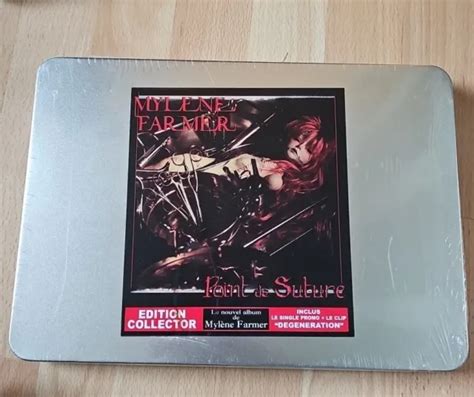 MYLENE
FARMER
Point de Suture
EDITION
COLLECTOR
Le nouvel album
de
Mylène Farmer
INCLUS
LE SINGLE PROMO + LE CLIP
"DEGENERATION"